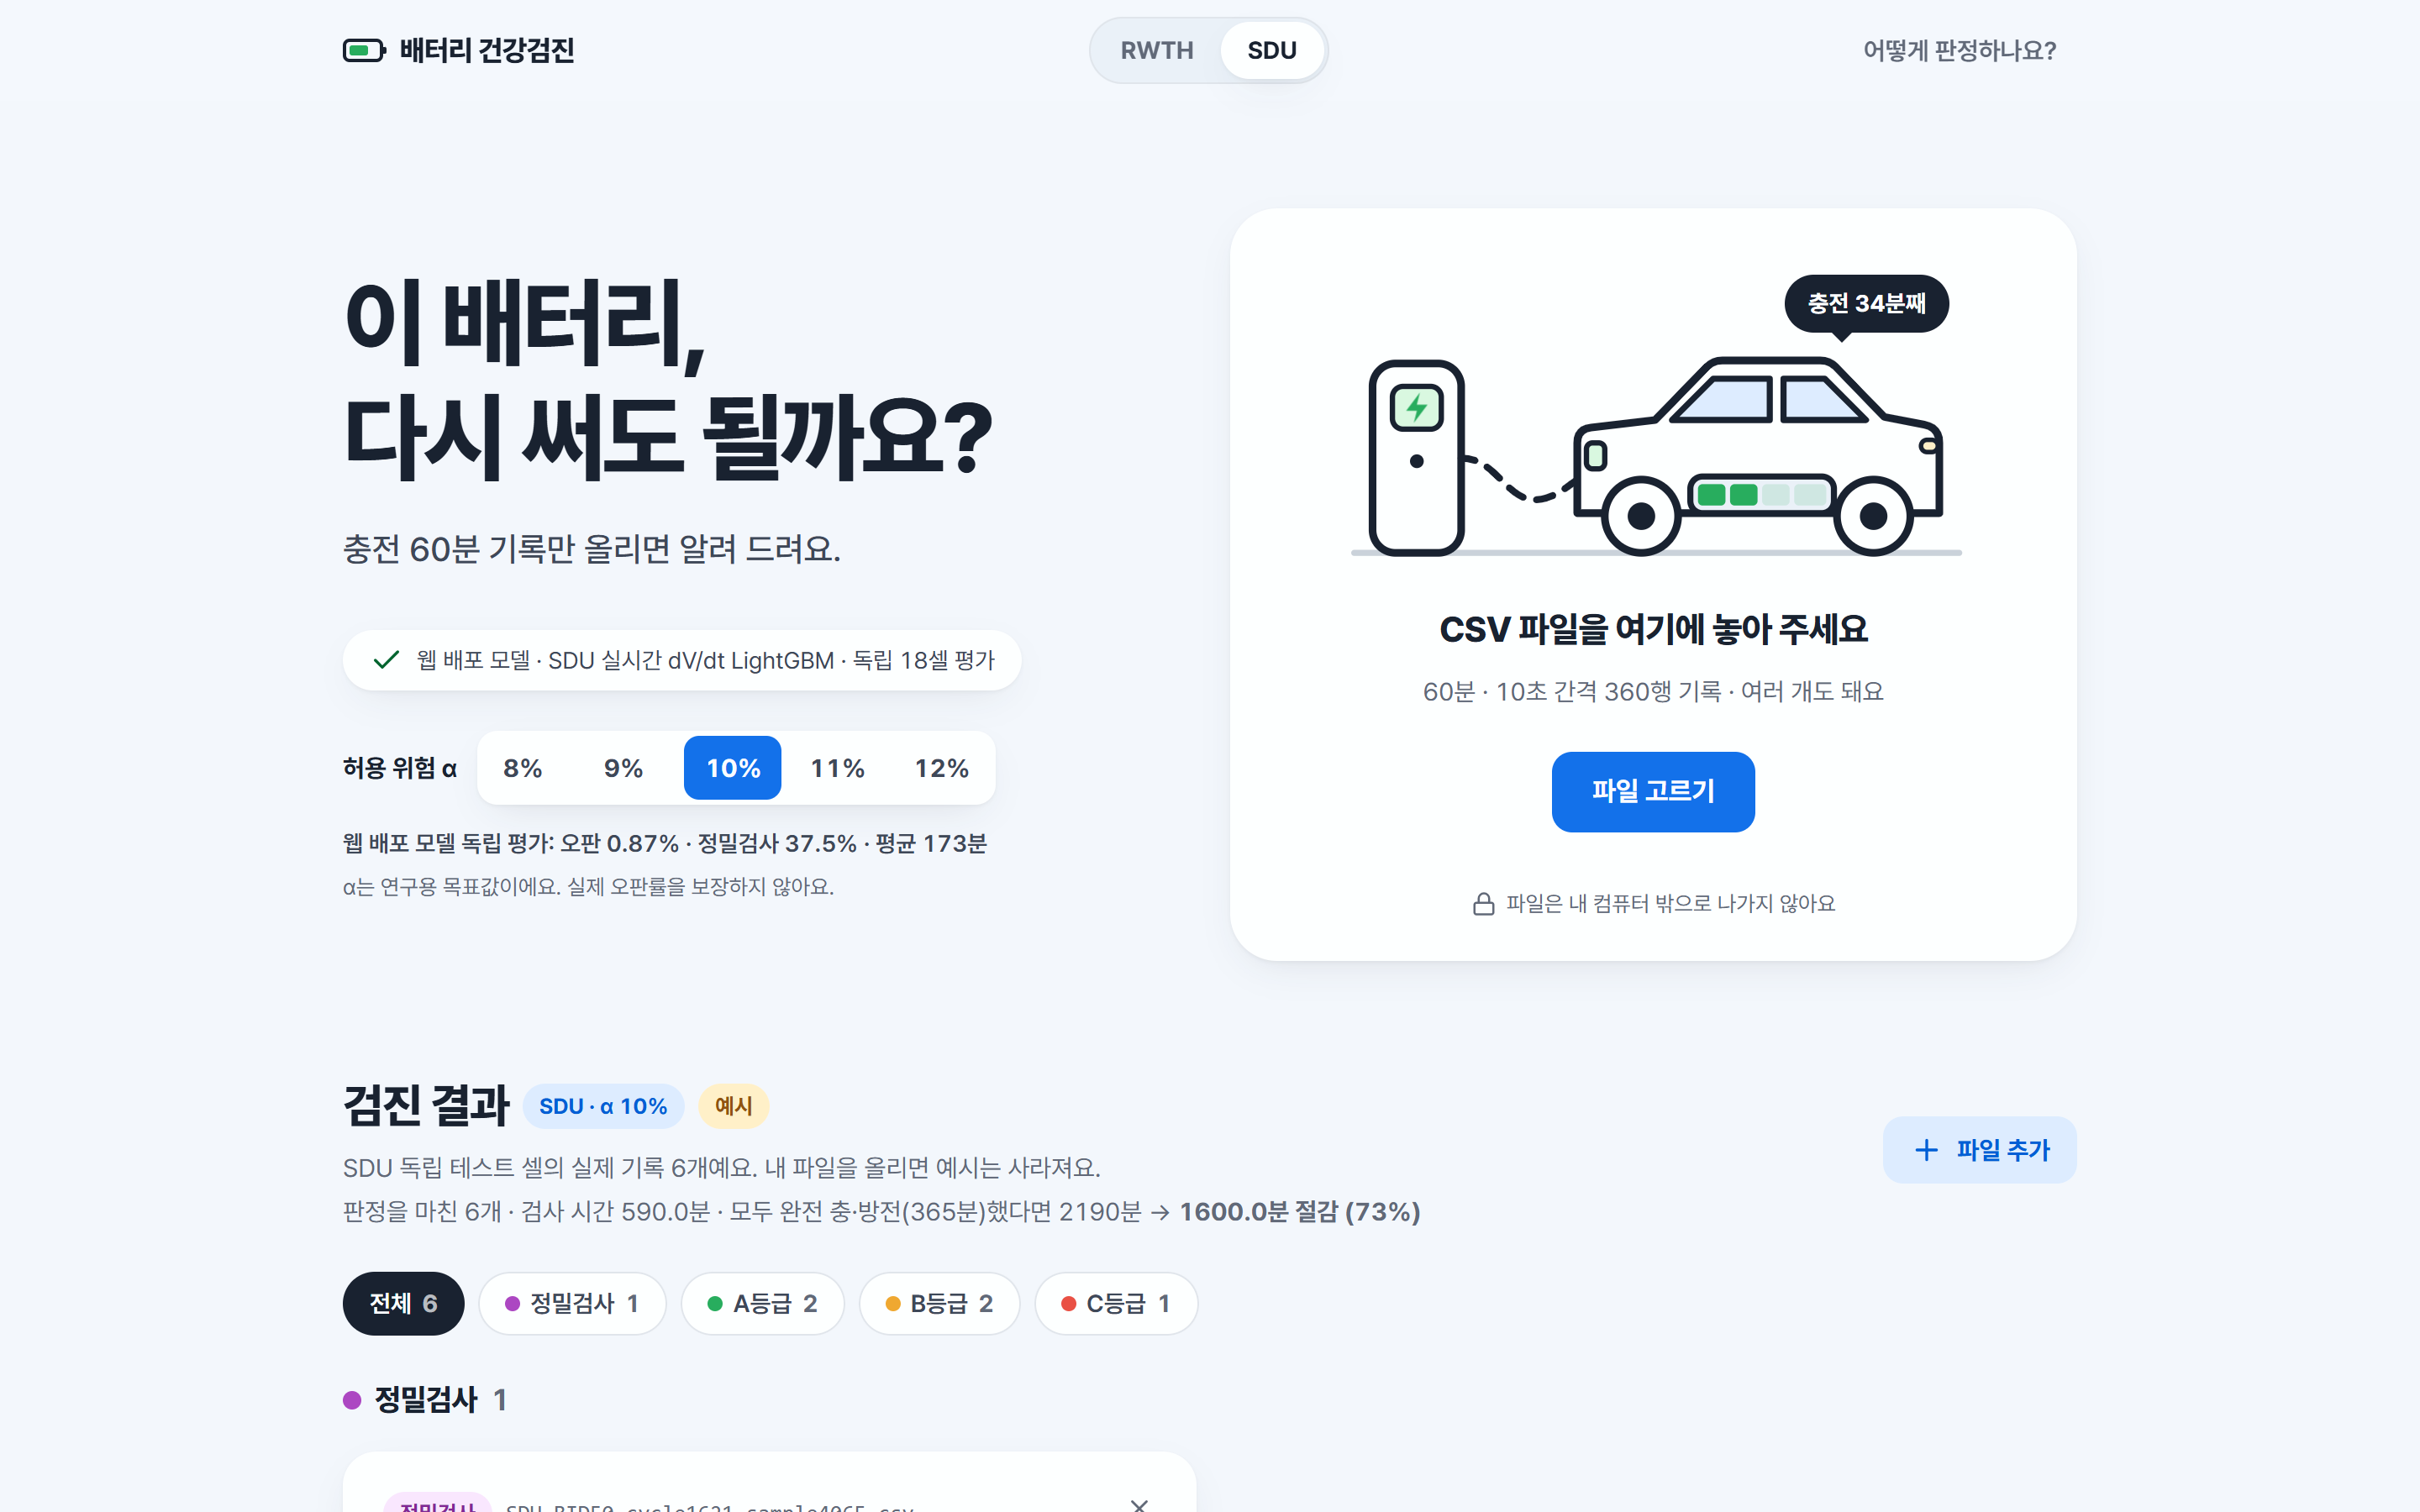 배터리 건강검진
RWTH
SDU
어떻게 판정하나요?
이 배터리,
다시 써도 될까요?
충전 60분 기록만 올리면 알려 드려요.
웹 배포 모델 · SDU 실시간 dV/dt LightGBM · 독립 18셀 평가
허용 위험 α
8%
9%
10%
11%
12%
웹 배포 모델 독립 평가: 오판 0.87% · 정밀검사 37.5% · 평균 173분
α는 연구용 목표값이에요. 실제 오판률을 보장하지 않아요.
충전 34분째
CSV 파일을 여기에 놓아 주세요
60분 · 10초 간격 360행 기록 · 여러 개도 돼요
파일 고르기
파일은 내 컴퓨터 밖으로 나가지 않아요
검진 결과
SDU · α 10%
예시
SDU 독립 테스트 셀의 실제 기록 6개예요. 내 파일을 올리면 예시는 사라져요.
판정을 마친 6개 · 검사 시간 590.0분 · 모두 완전 충·방전(365분)했다면 2190분 → 1600.0분 절감 (73%)
파일 추가
전체 6
정밀검사 1
A등급 2
B등급 2
C등급 1
정밀검사 1
정밀검사